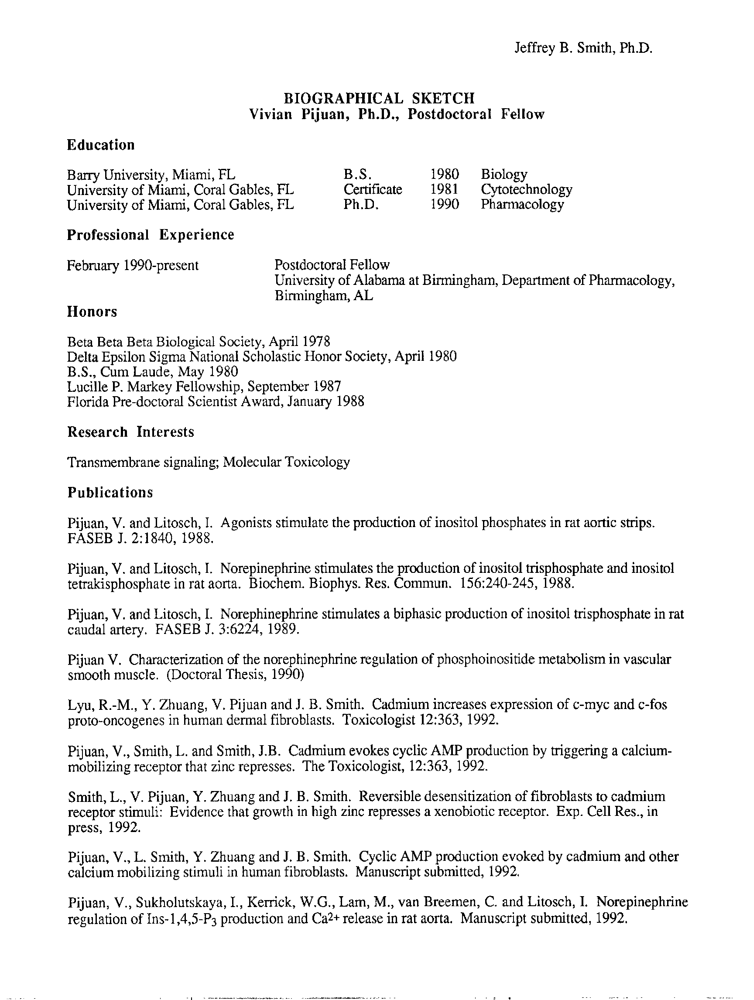 Jeffrey B. Smith, Ph.D.
BIOGRAPHICAL SKETCH
Vivian Pijuan, Ph.D., Postdoctoral Fellow
Education
Barry University, Miami, FL B.S. 1980 Biology
University of Miami, Coral Gables, FL Certificate 1981 Cytotechnology
University of Miami, Coral Gables, FL Ph.D. 1990 Pharmacology
Professional Experience
February 1990-present Postdoctoral Fellow
University of Alabama at Birmingham, Department of Pharmacology,
Birmingham, AL
Honors
Beta Beta Beta Biological Society, April 1978
Delta Epsilon Sigma National Scholastic Honor Society, April 1980
B.S., Cum Laude, May 1980
Lucille P. Markey Fellowship, September 1987
Florida Pre-doctoral Scientist Award, January 1988
Research Interests
Transmembrane signaling; Molecular Toxicology
Publications
Pijuan, V. and Litosch, I. Agonists stimulate the production of inositol phosphates in rat aortic strips.
FASEB J. 2:1840, 1988.
Pijuan, V. and Litosch, I. Norepinephrine stimulates the production of inositol trisphosphate and inositol
tetrakisphosphate in rat aorta. Biochem. Biophys. Res. Commun. 156:240-245, 1988.
Pijuan, V. and Litosch, I. Norephinephrine stimulates a biphasic production of inositol trisphosphate in rat
caudal artery. FASEB J. 3:6224, 1989.
Pijuan V. Characterization of the norephinephrine regulation of phosphoinositide metabolism in vascular
smooth muscle. (Doctoral Thesis, 1990)
Lyu, R.-M., Y. Zhuang, V. Pijuan and J. B. Smith. Cadmium increases expression of c-myc and c-fos
proto-oncogenes in human dermal fibroblasts. Toxicologist 12:363, 1992.
Pijuan, V., Smith, L. and Smith, J.B. Cadmium evokes cyclic AMP production by triggering a calcium-
mobilizing receptor that zinc represses. The Toxicologist, 12:363, 1992.
Smith, L., V. Pijuan, Y. Zhuang and J. B. Smith. Reversible desensitization of fibroblasts to cadmium
receptor stimuli: Evidence that growth in high zinc represses a xenobiotic receptor. Exp. Cell Res., in
press, 1992.
Pijuan, V., L. Smith, Y. Zhuang and J. B. Smith. Cyclic AMP production evoked by cadmium and other
calcium mobilizing stimuli in human fibroblasts. Manuscript submitted, 1992.
Pijuan, V., Sukholutskaya, I., Kerrick, W.G., Lam, M., van Breemen, C. and Litosch, I. Norepinephrine
regulation of Ins-1,4,5-P3 production and Ca2+ release in rat aorta. Manuscript submitted, 1992.